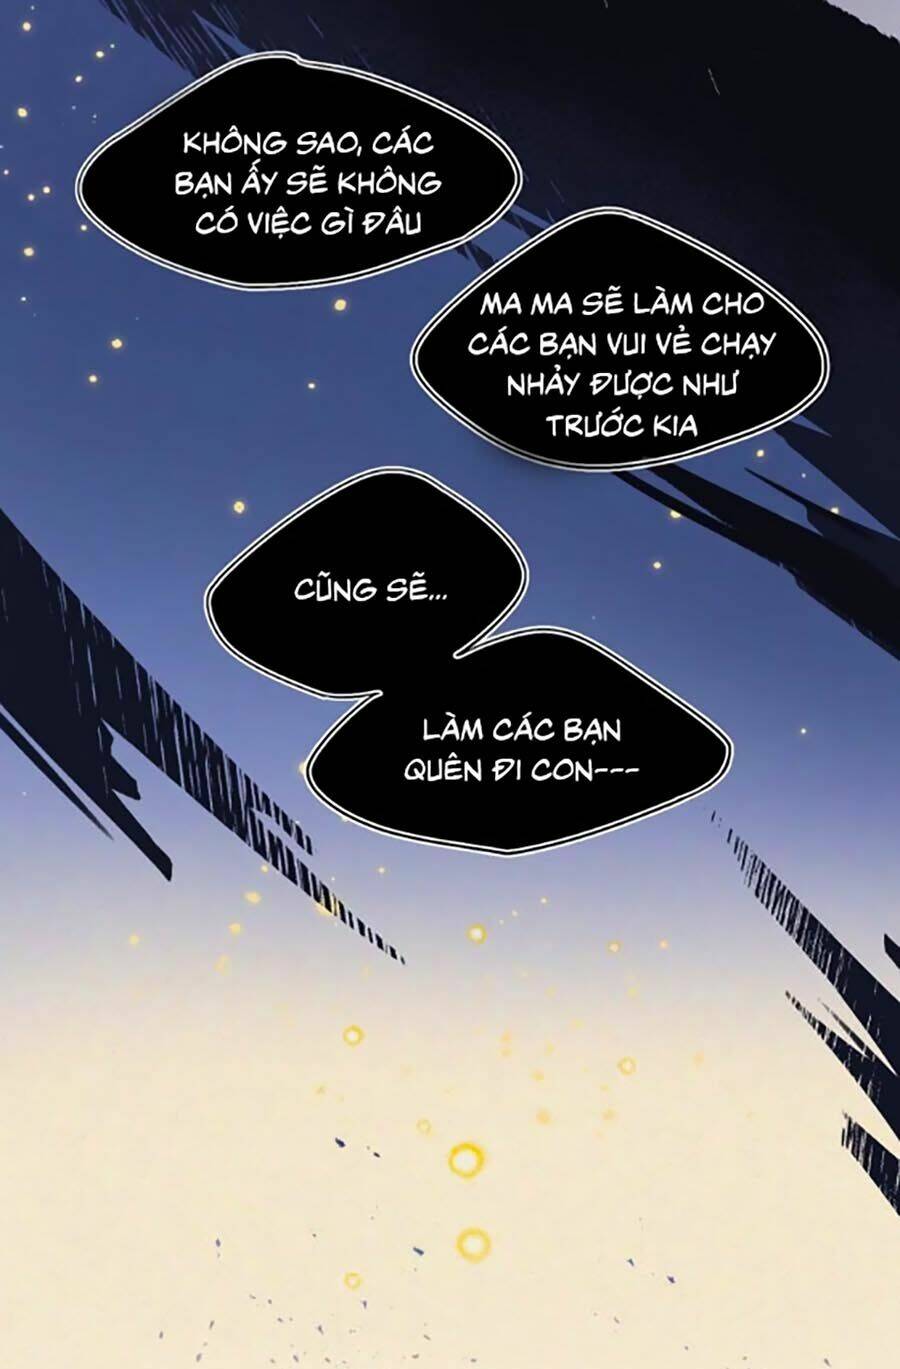 KHÔNG SAO, CÁC
BẠN ẤY SẼ KHÔNG
CÓ VIỆC GÌ ĐÂU
MA MA SẼ LÀM CHO
CÁC BẠN VUI VẺ CHẠY
NHẢY ĐƯỢC NHƯ
TRƯỚC KIA
CŨNG SẼ...
LÀM CÁC BẠN
QUÊN ĐI CON---